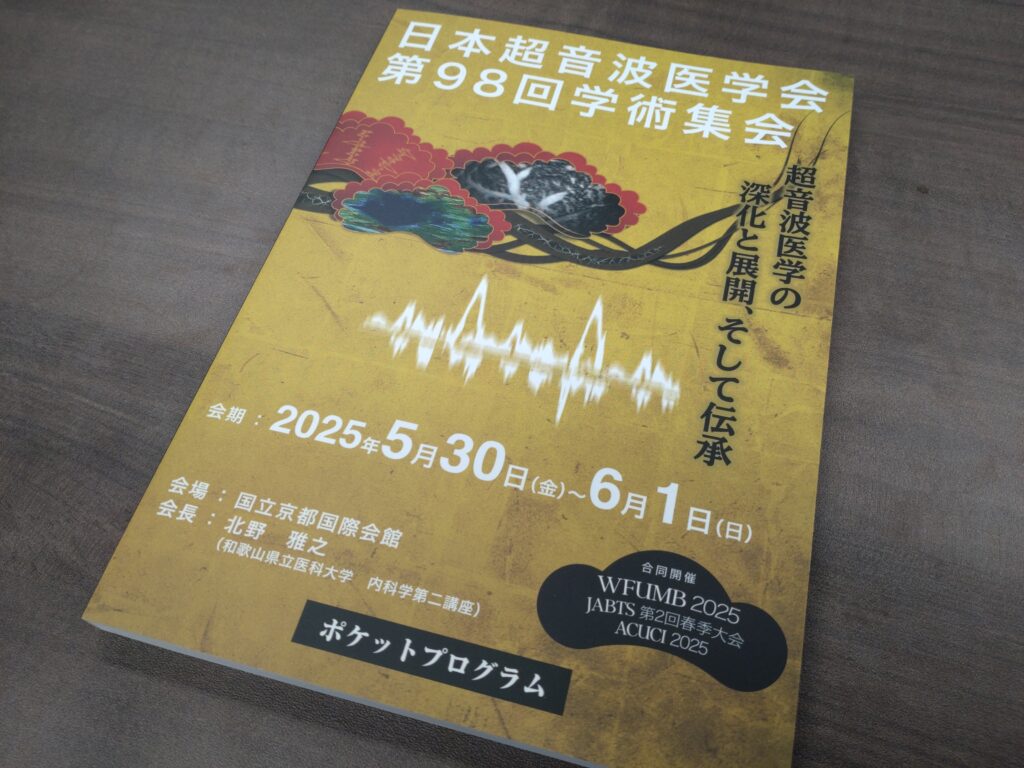 日本超音波医学会
第98回学術集会
超音波医学の
深化と展開、そして伝承
会期：2025年5月30日(金)～6月1日(日)
会場：国立京都国際会館
会長：北野 雅之
(和歌山県立医科大学 内科学第二講座)
合同開催
WFUMB 2025
JABTS 第2回春季大会
ACUCI 2025
ポケットプログラム